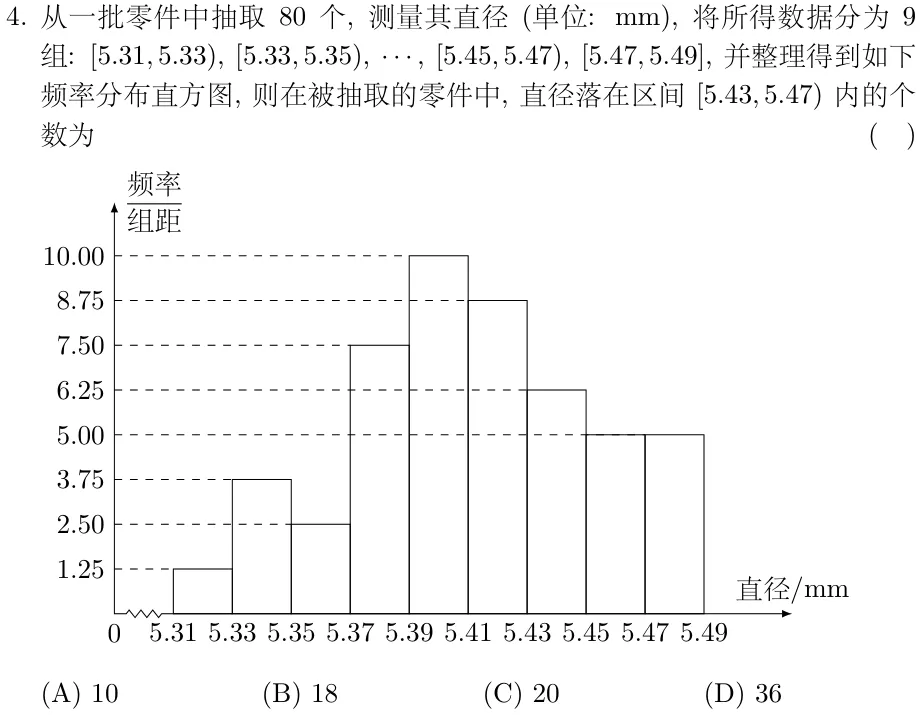 4. 从一批零件中抽取 80 个, 测量其直径 (单位: mm), 将所得数据分为 9
组: [5.31, 5.33), [5.33, 5.35), ⋯, [5.45, 5.47), [5.47, 5.49], 并整理得到如下
频率分布直方图, 则在被抽取的零件中, 直径落在区间 [5.43, 5.47) 内的个
数为 ( )
频率
组距
10.00
8.75
7.50
6.25
5.00
3.75
2.50
1.25
直径/mm
0 5.31 5.33 5.35 5.37 5.39 5.41 5.43 5.45 5.47 5.49
(A) 10 (B) 18 (C) 20 (D) 36